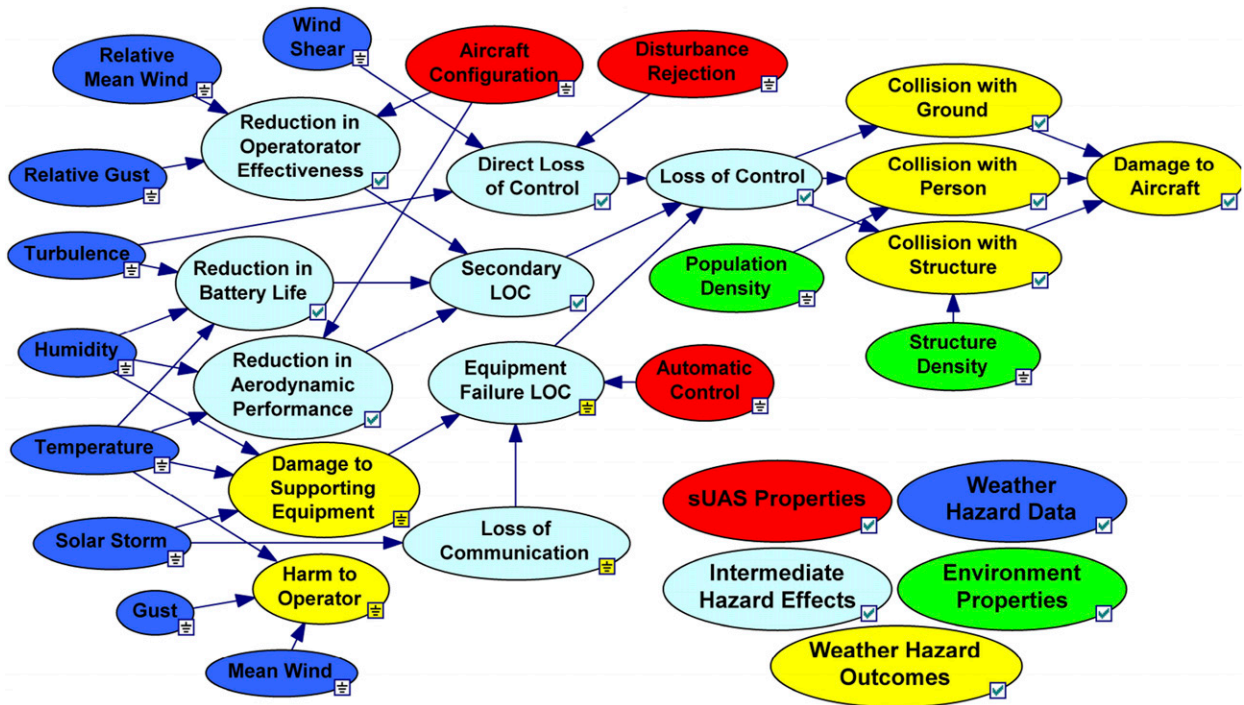 Wind
Shear
Relative
Mean Wind
Aircraft
Configuration
Disturbance
Rejection
Collision with
Ground
Reduction in
Operatorator
Effectiveness
Relative Gust
Direct Loss
of Control
Loss of Control
Collision with
Person
Damage to
Aircraft
Turbulence
Reduction in
Battery Life
Secondary
LOC
Population
Density
Collision with
Structure
Humidity
Reduction in
Aerodynamic
Performance
Equipment
Failure LOC
Automatic
Control
Structure
Density
Temperature
Damage to
Supporting
Equipment
Solar Storm
Loss of
Communication
Harm to
Operator
Gust
Mean Wind
sUAS Properties
Weather
Hazard Data
Intermediate
Hazard Effects
Environment
Properties
Weather Hazard
Outcomes